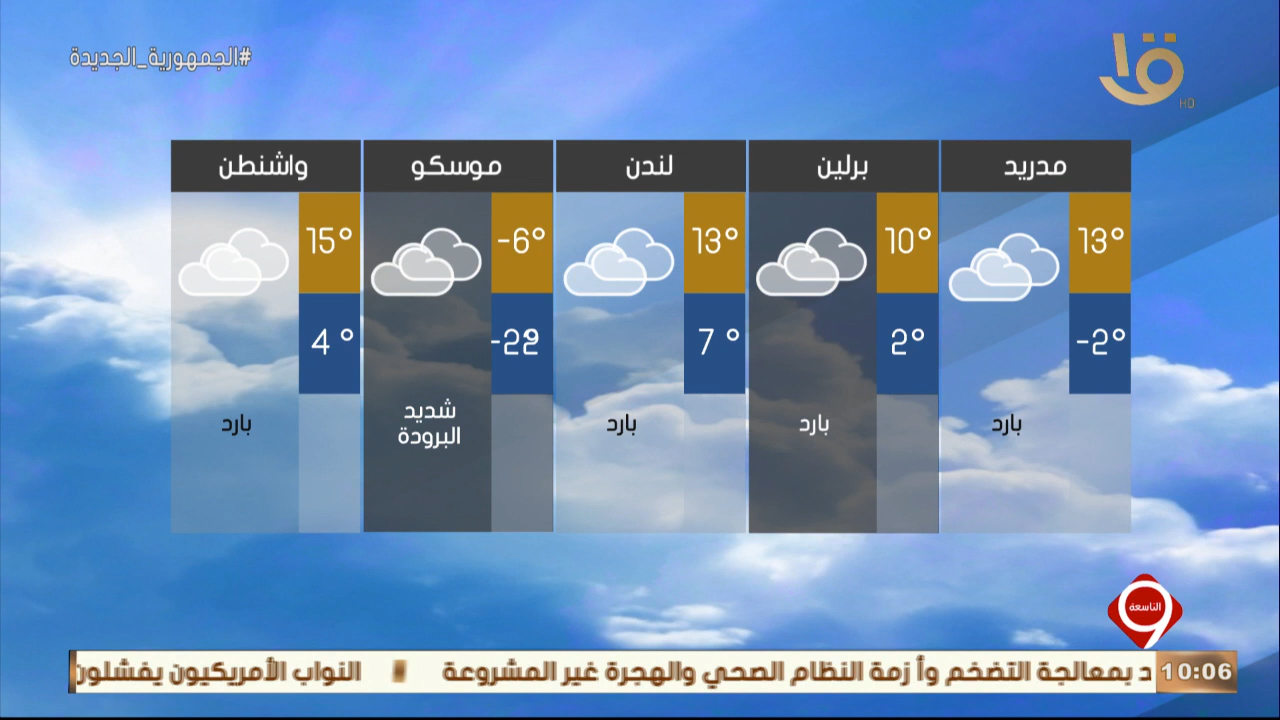 #الجمهورية_الجديدة
HD
مدريد
13°
-2°
بارد
برلين
10°
2°
بارد
لندن
13°
7 °
بارد
موسكو
-6°
شديد
البرودة
واشنطن
15°
4 °
بارد
التاسعة
9
10:06
د بمعالجة التضخم وأ زمة النظام الصحي والهجرة غير المشروعة
النواب الأمريكيون يفشلون